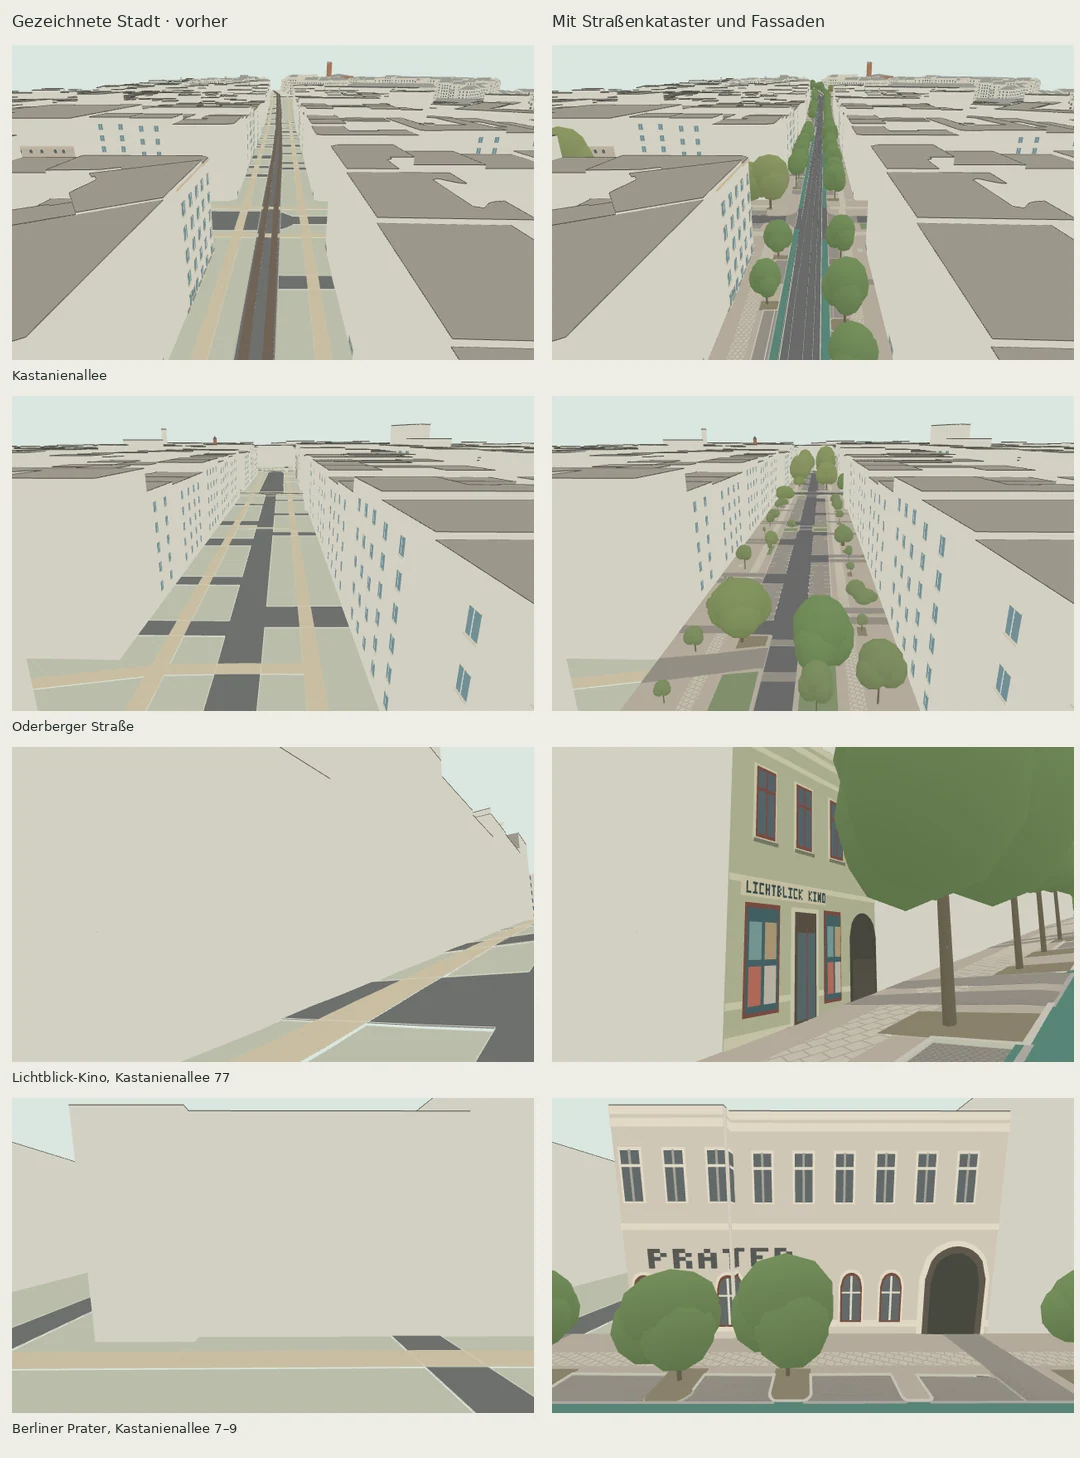 Gezeichnete Stadt · vorher
Mit Straßenkataster und Fassaden
Kastanienallee
Oderberger Straße
LICHTBLICK KINO
Lichtblick-Kino, Kastanienallee 77
PRATER
Berliner Prater, Kastanienallee 7–9